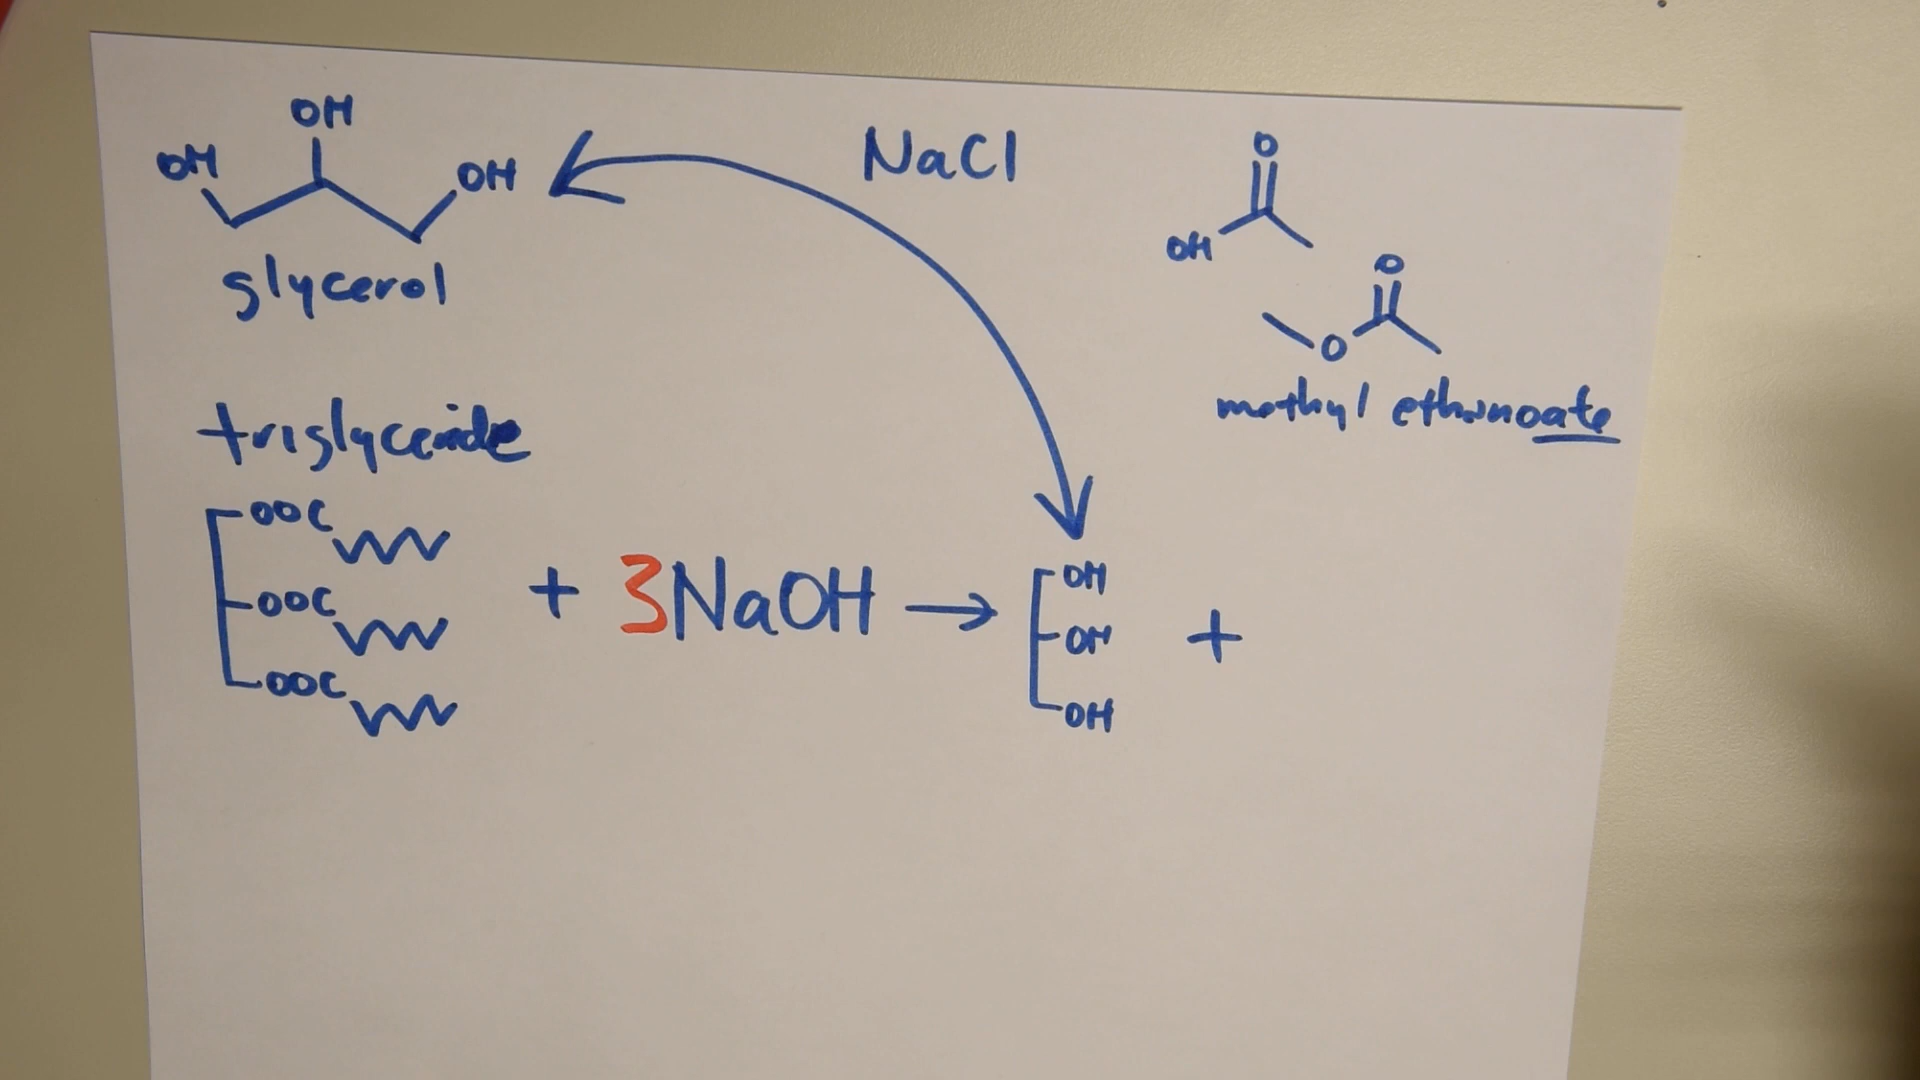 OH
OH
OH
glycerol
NaCl
O
OH
O
O
methyl ethanoate
triglyceride
OOC
OOC
OOC
+ 3NaOH →
OH
OH
OH
+